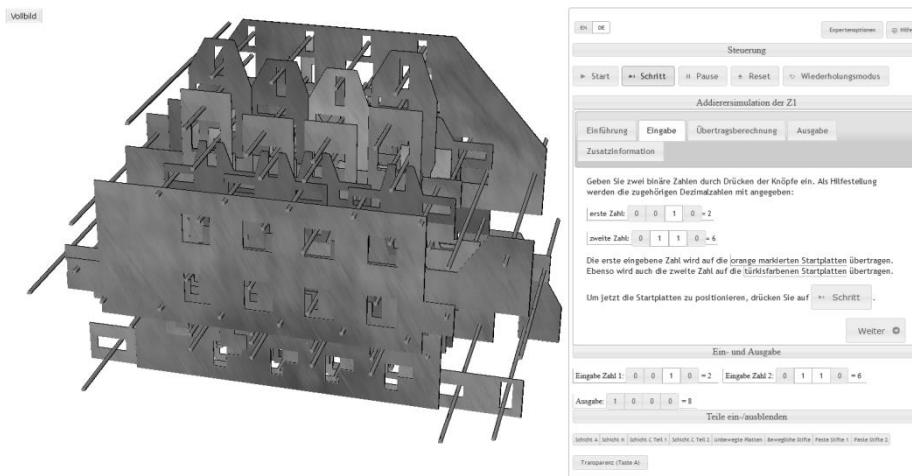 Vollbild
EN DE
Expertenoptionen Hilfe
Steuerung
Start Schritt Pause Reset Wiederholungsmodus
Addierersimulation der Z1
Einführung Eingabe Übertragsberechnung Ausgabe
Zusatzinformation
Geben Sie zwei binäre Zahlen durch Drücken der Knöpfe ein. Als Hilfestellung
werden die zugehörigen Dezimalzahlen mit angegeben:
erste Zahl: 0 0 1 0 = 2
zweite Zahl: 0 1 1 0 = 6
Die erste eingebene Zahl wird auf die orange markierten Startplatten übertragen.
Ebenso wird auch die zweite Zahl auf die türkisfarbenen Startplatten übertragen.
Um jetzt die Startplatten zu positionieren, drücken Sie auf Schritt .
Weiter
Ein- und Ausgabe
Eingabe Zahl 1: 0 0 1 0 = 2 Eingabe Zahl 2: 0 1 1 0 = 6
Ausgabe: 1 0 0 0 = 8
Teile ein-/ausblenden
Schicht A Schicht B Schicht C Teil 1 Schicht C Teil 2 Unbewegte Platten Bewegliche Stifte Feste Stifte 1 Feste Stifte 2
Transparenz (Taste A)